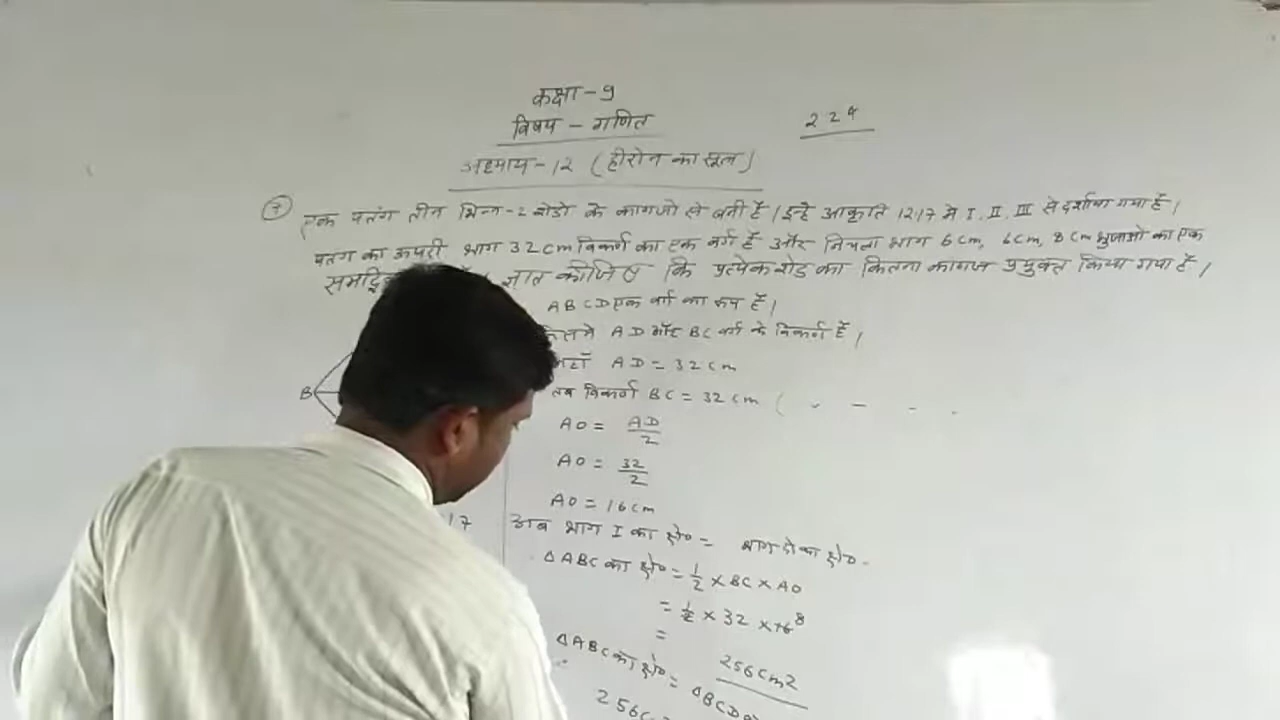 कक्षा - 9
विषय - गणित
224
अध्याय - 12 (हीरोन का सूत्र)
7 एक पतंग तीन भिन्न-2 शेडो के कागजो से बनी है। इन्हे आकृति 12.17 मे I, II, III से दर्शाया गया है।
पतंग का ऊपरी भाग 32 cm विकर्ण का एक वर्ग है और निचला भाग 6 cm, 6 cm, 8 cm भुजाओ का एक
ज्ञात कीजिए कि प्रत्येक शेड का कितना कागज प्रयुक्त किया गया है।
ABCD एक वर्ग का रूप है।
AD और BC वर्ग के विकर्ण है।
AD = 32 cm
B
विकर्ण BC = 32 cm (
AO = AD/2
AO = 32/2
AO = 16 cm
17
अब भाग I का क्षे० = भाग दो का क्षे०
ΔABC का क्षे० = 1/2 × BC × AO
= 1/2 × 32 × 16 8
=
256 cm2
ΔABC का क्षे० = ΔBCD
256